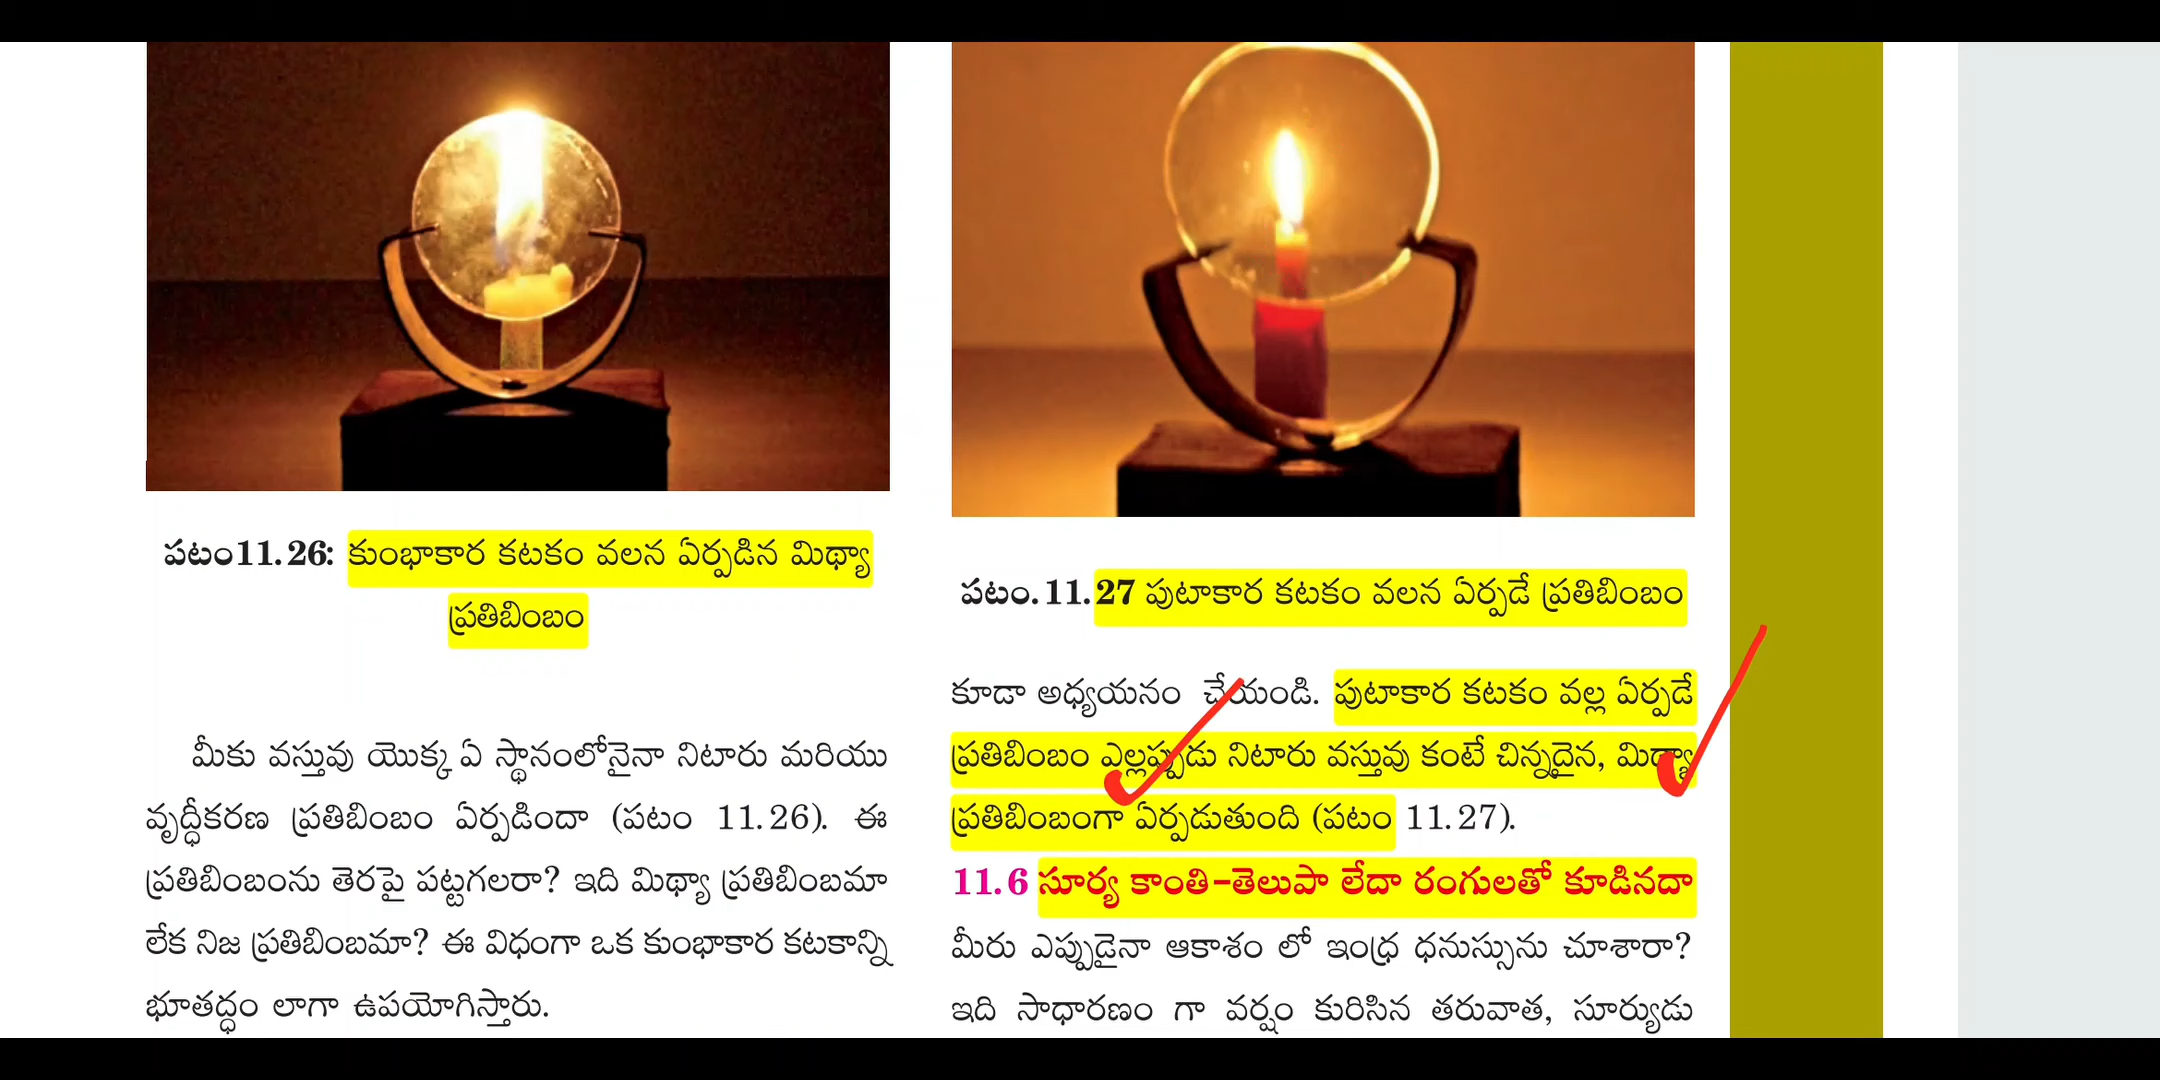 పటం11.26: కుంభాకార కటకం వలన ఏర్పడిన మిథ్యా
ప్రతిబింబం
మీకు వస్తువు యొక్క ఏ స్థానంలోనైనా నిటారు మరియు
వృద్ధీకరణ ప్రతిబింబం ఏర్పడిందా (పటం 11.26). ఈ
ప్రతిబింబంను తెరపై పట్టగలరా? ఇది మిథ్యా ప్రతిబింబమా
లేక నిజ ప్రతిబింబమా? ఈ విధంగా ఒక కుంభాకార కటకాన్ని
భూతద్ధం లాగా ఉపయోగిస్తారు.
పటం.11.27 పుటాకార కటకం వలన ఏర్పడే ప్రతిబింబం
కూడా అధ్యయనం చేయండి. పుటాకార కటకం వల్ల ఏర్పడే
ప్రతిబింబం ఎల్లప్పుడు నిటారు వస్తువు కంటే చిన్నదైన, మిథ్యా
ప్రతిబింబంగా ఏర్పడుతుంది (పటం 11.27).
11.6 సూర్య కాంతి-తెలుపా లేదా రంగులతో కూడినదా
మీరు ఎప్పుడైనా ఆకాశం లో ఇంద్ర ధనుస్సును చూశారా?
ఇది సాధారణం గా వర్షం కురిసిన తరువాత, సూర్యుడు